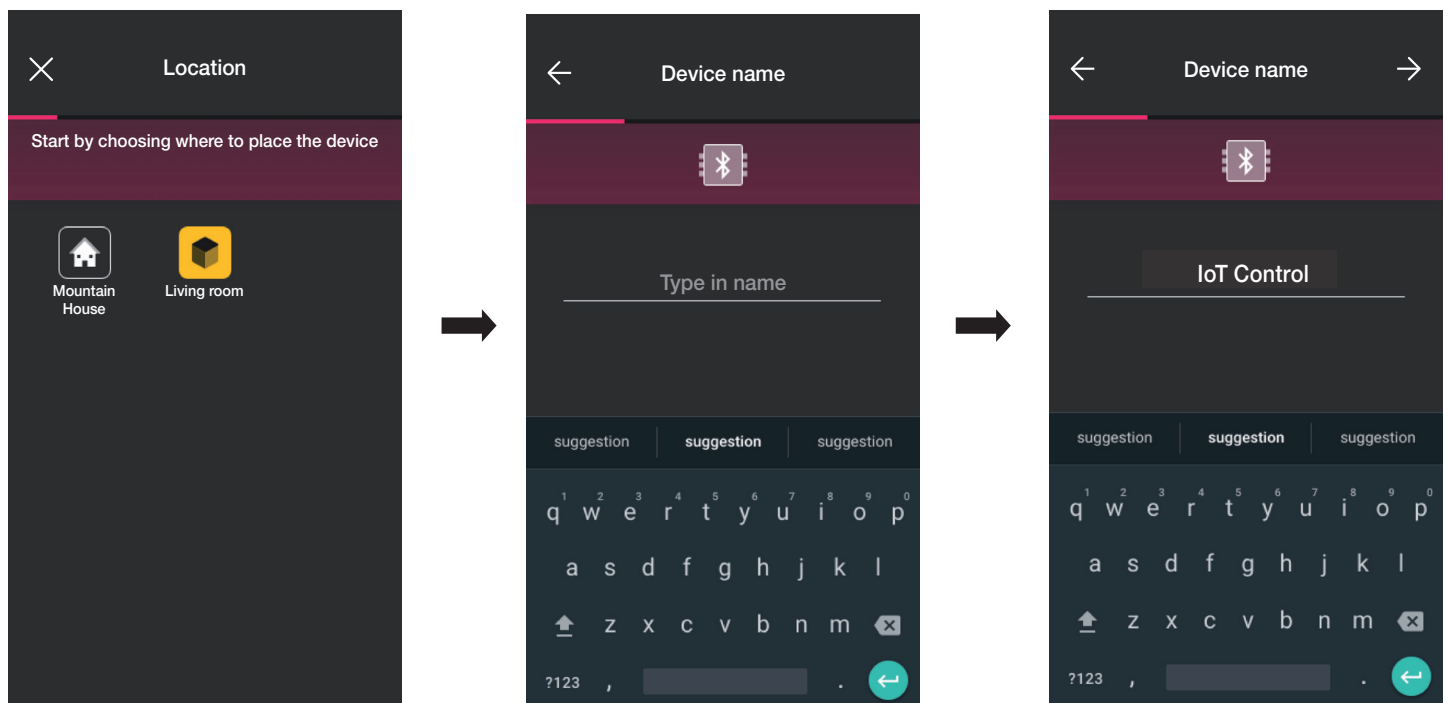 Location
Start by choosing where to place the device
Mountain
House
Living room
Device name
Type in name
suggestion suggestion suggestion
1 2 3 4 5 6 7 8 9 0
q w e r t y u i o p
a s d f g h j k l
z x c v b n m
?123 , .
Device name
IoT Control
suggestion suggestion suggestion
1 2 3 4 5 6 7 8 9 0
q w e r t y u i o p
a s d f g h j k l
z x c v b n m
?123 , .